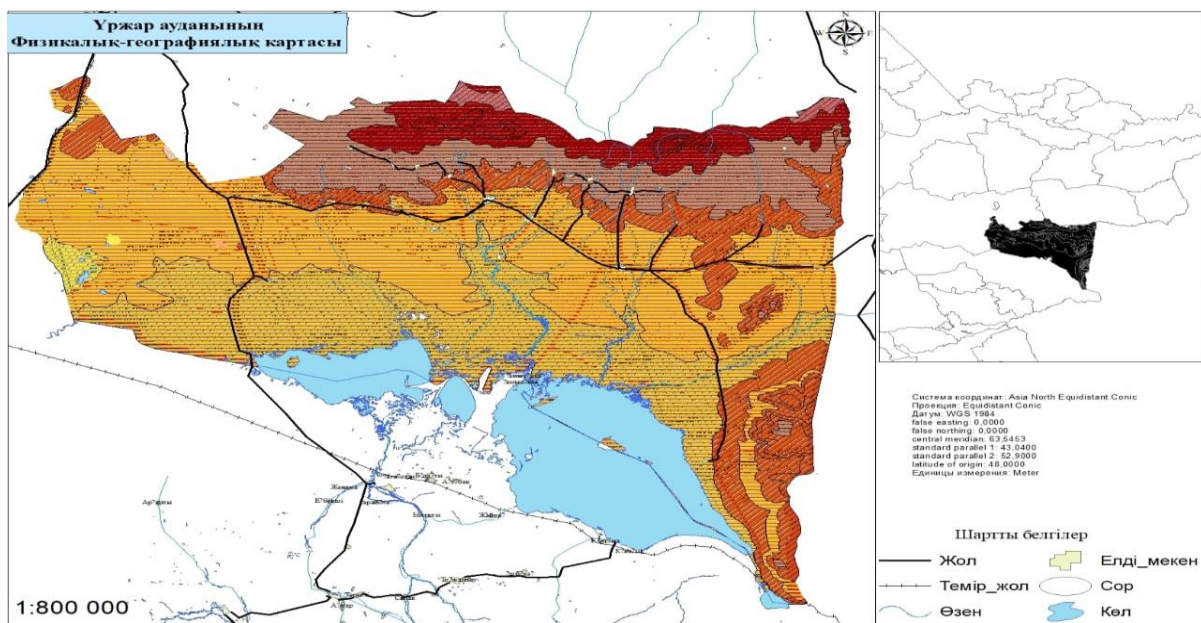 Үржар ауданының
Физикалық-географиялық картасы
N
W E
S
1:800 000
Система координат: Asia North Equidistant Conic
Проекция: Equidistant Conic
Датум: WGS 1984
false easting: 0,0000
false northing: 0,0000
central meridian: 63,5453
standard parallel 1: 43,0400
standard parallel 2: 52,9000
latitude of origin: 48,0000
Единицы измерения: Meter
Шартты белгілер
Жол
Елді_мекен
Темір_жол
Сор
Өзен
Көл